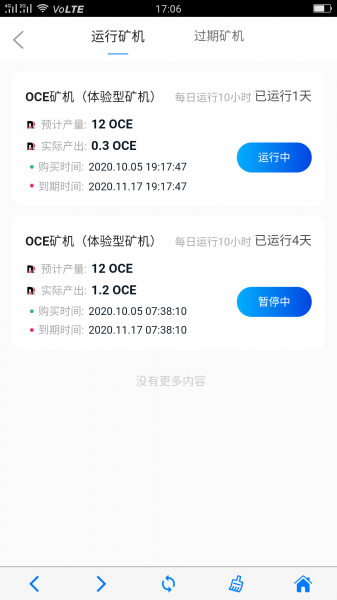 4G 2G VoLTE 17:06
运行矿机 过期矿机
OCE矿机（体验型矿机） 每日运行10小时 已运行1天
预计产量: 12 OCE
实际产出: 0.3 OCE
运行中
购买时间: 2020.10.05 19:17:47
到期时间: 2020.11.17 19:17:47
OCE矿机（体验型矿机） 每日运行10小时 已运行4天
预计产量: 12 OCE
实际产出: 1.2 OCE
暂停中
购买时间: 2020.10.05 07:38:10
到期时间: 2020.11.17 07:38:10
没有更多内容